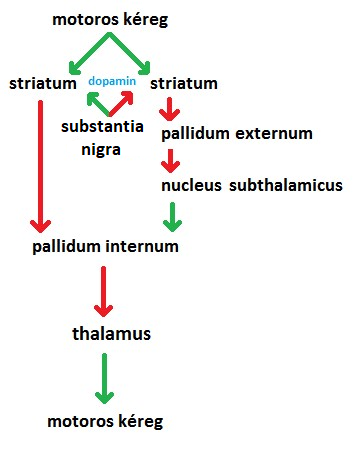 motoros kéreg
striatum dopamin striatum
substantia
nigra
pallidum externum
nucleus subthalamicus
pallidum internum
thalamus
motoros kéreg